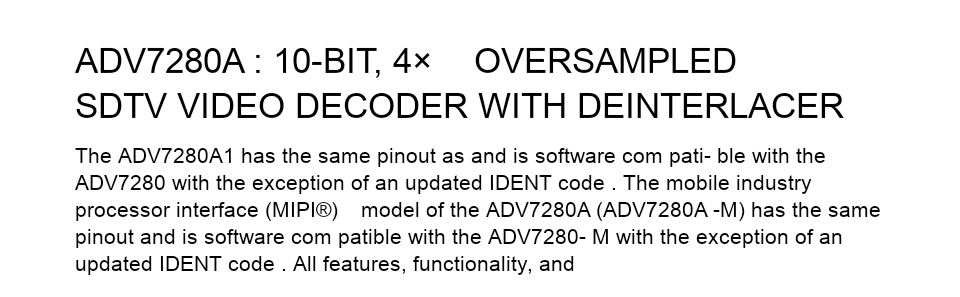 ADV7280A : 10-BIT, 4× OVERSAMPLED
SDTV VIDEO DECODER WITH DEINTERLACER
The ADV7280A1 has the same pinout as and is software com pati- ble with the
ADV7280 with the exception of an updated IDENT code . The mobile industry
processor interface (MIPI®) model of the ADV7280A (ADV7280A -M) has the same
pinout and is software com patible with the ADV7280- M with the exception of an
updated IDENT code . All features, functionality, and